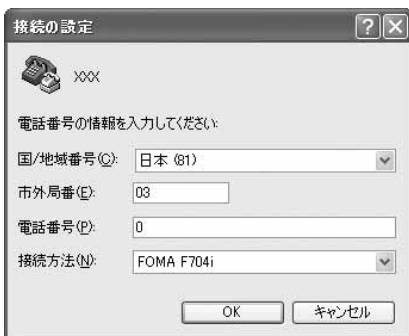 接続の設定
XXX
電話番号の情報を入力してください:
国/地域番号(C): 日本 (81)
市外局番(E): 03
電話番号(P): 0
接続方法(N): FOMA F704i
OK キャンセル